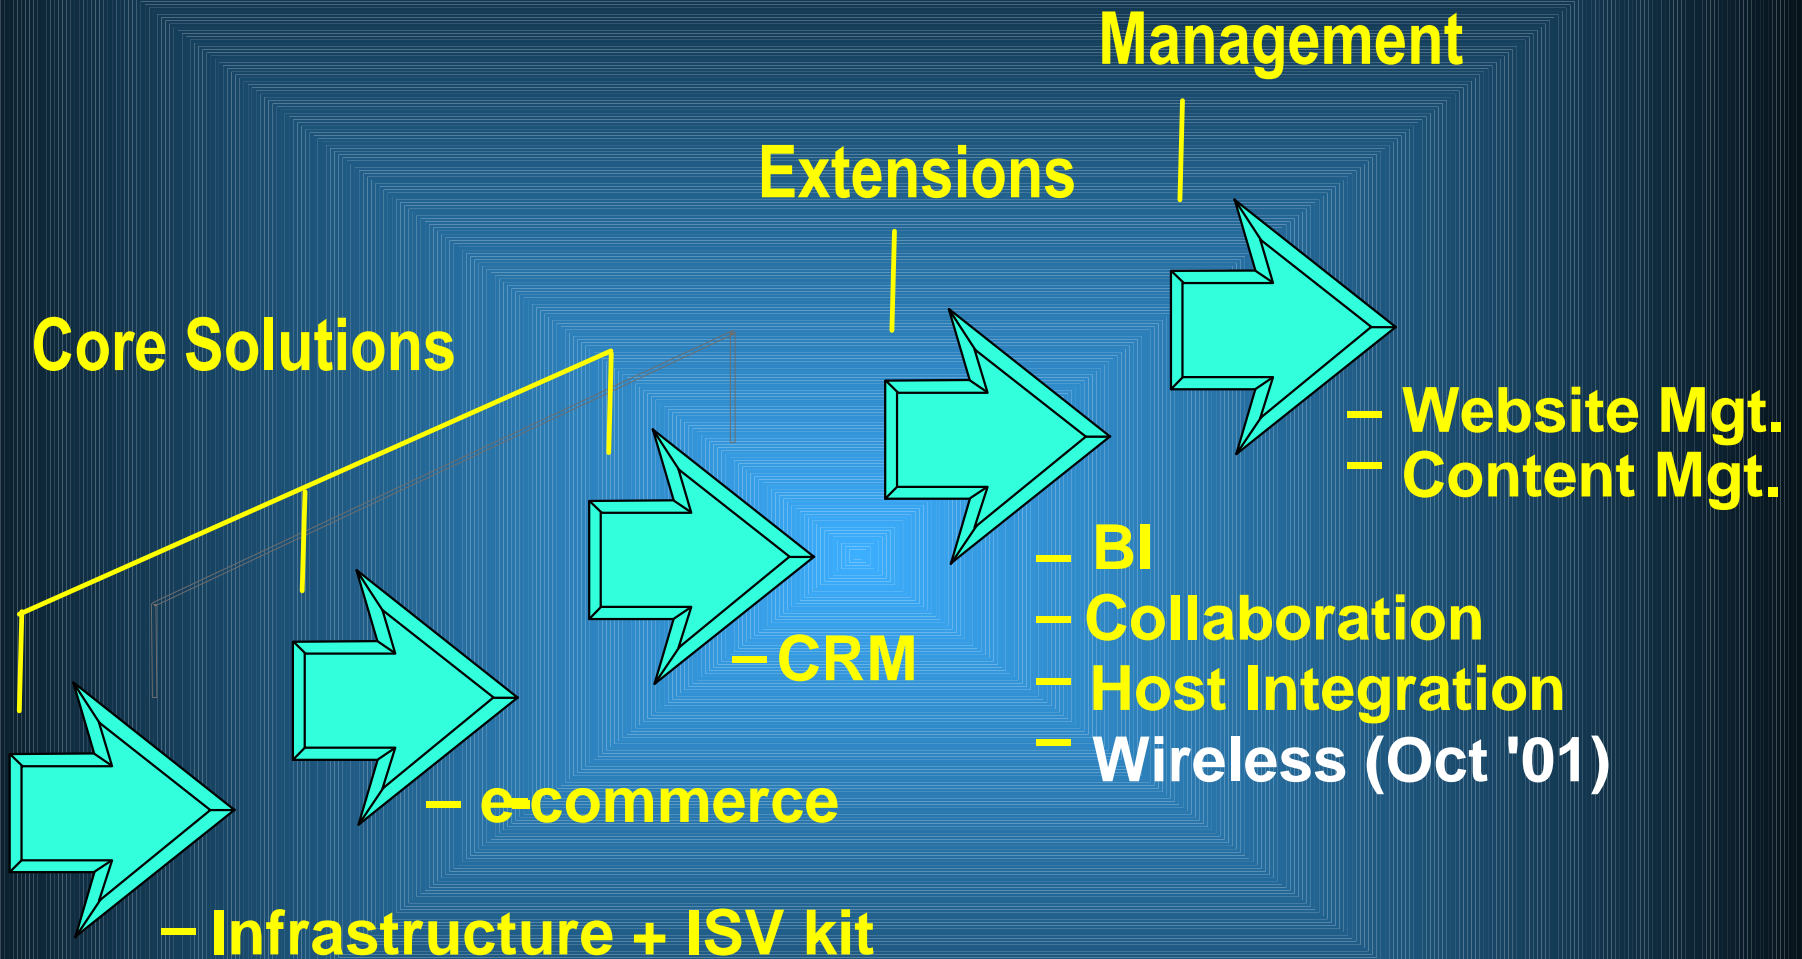 Management
Extensions
Core Solutions
– Website Mgt.
– Content Mgt.
– BI
– Collaboration
– CRM
– Host Integration
– Wireless (Oct '01)
– e-commerce
– Infrastructure + ISV kit